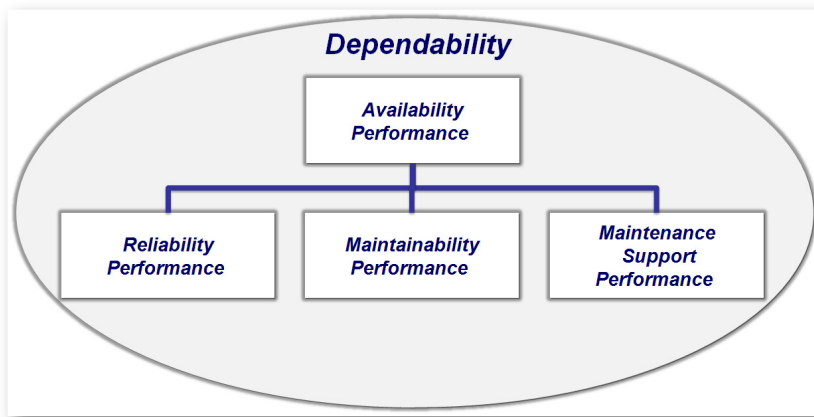 Dependability
Availability
Performance
Reliability
Performance
Maintainability
Performance
Maintenance
Support
Performance